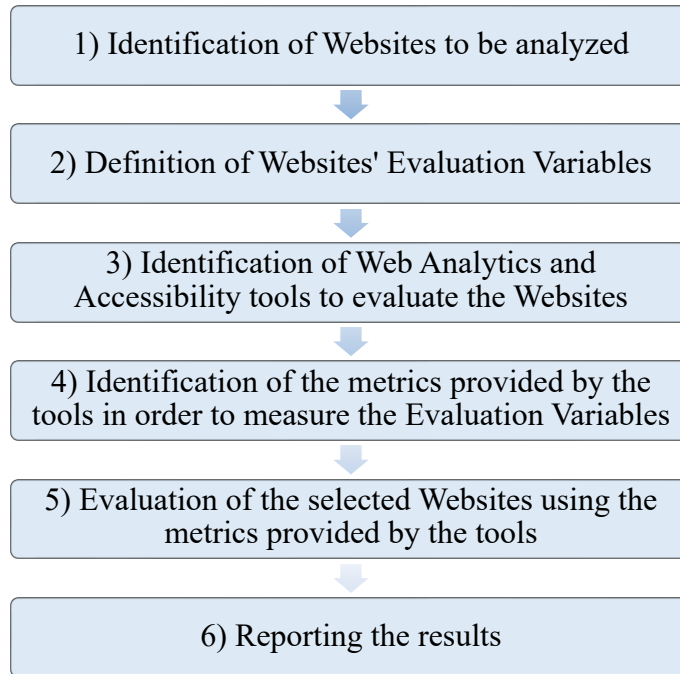 1) Identification of Websites to be analyzed
2) Definition of Websites' Evaluation Variables
3) Identification of Web Analytics and
Accessibility tools to evaluate the Websites
4) Identification of the metrics provided by the
tools in order to measure the Evaluation Variables
5) Evaluation of the selected Websites using the
metrics provided by the tools
6) Reporting the results